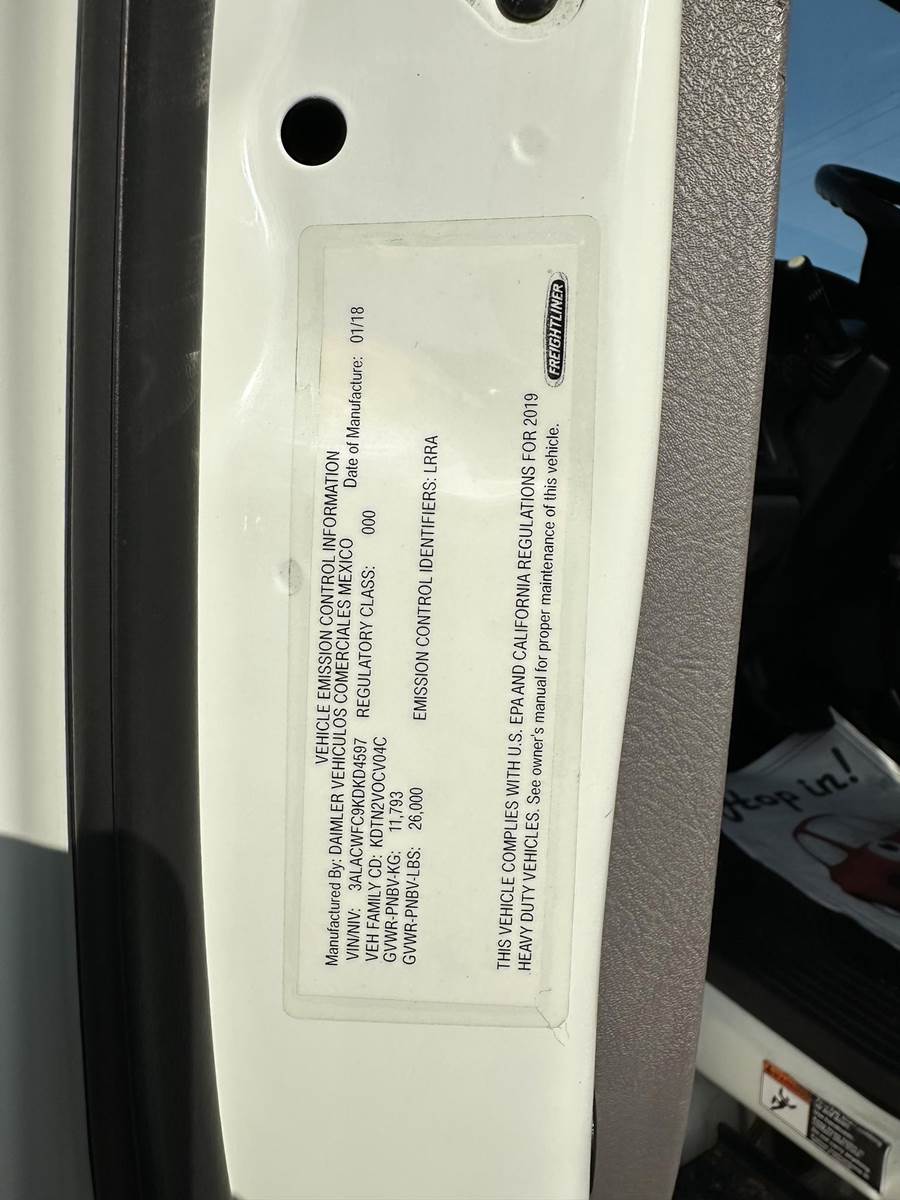 VEHICLE EMISSION CONTROL INFORMATION
Manufactured By: DAIMLER VEHICULOS COMERCIALES MEXICO
VIN/NIV: 3ALACWFC9KDKD4597 REGULATORY CLASS: 000 Date of Manufacture: 01/18
VEH FAMILY CD: KDTN2VOCV04C
GVWR-PNBV-KG: 11,793
GVWR-PNBV-LBS: 26,000 EMISSION CONTROL IDENTIFIERS: LRRA
THIS VEHICLE COMPLIES WITH U.S. EPA AND CALIFORNIA REGULATIONS FOR 2019
HEAVY DUTY VEHICLES. See owner's manual for proper maintenance of this vehicle.
FREIGHTLINER
in!